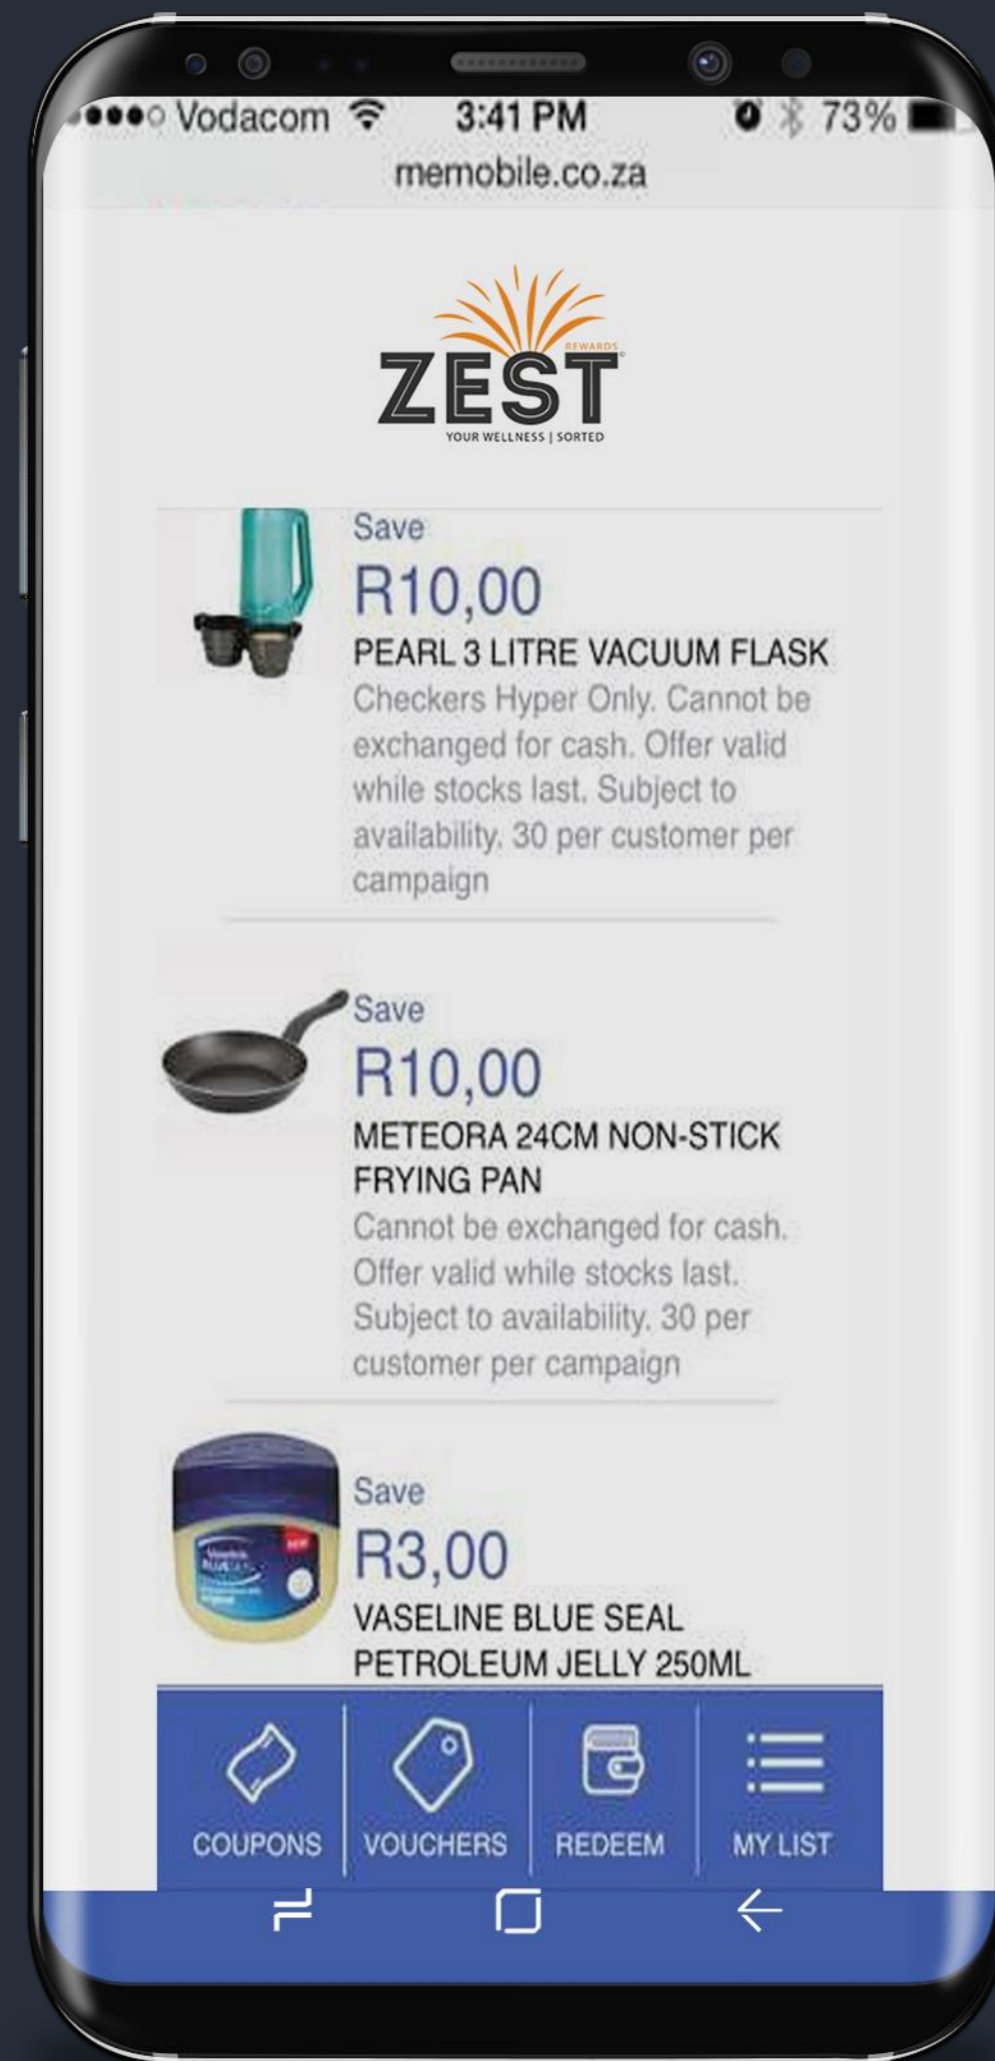 Vodacom 3:41 PM 73%
memobile.co.za
REWARDS
ZEST
YOUR WELLNESS | SORTED
Save
R10,00
PEARL 3 LITRE VACUUM FLASK
Checkers Hyper Only. Cannot be
exchanged for cash. Offer valid
while stocks last. Subject to
availability. 30 per customer per
campaign
Save
R10,00
METEORA 24CM NON-STICK
FRYING PAN
Cannot be exchanged for cash.
Offer valid while stocks last.
Subject to availability. 30 per
customer per campaign
Save
R3,00
VASELINE BLUE SEAL
PETROLEUM JELLY 250ML
COUPONS VOUCHERS REDEEM MY LIST